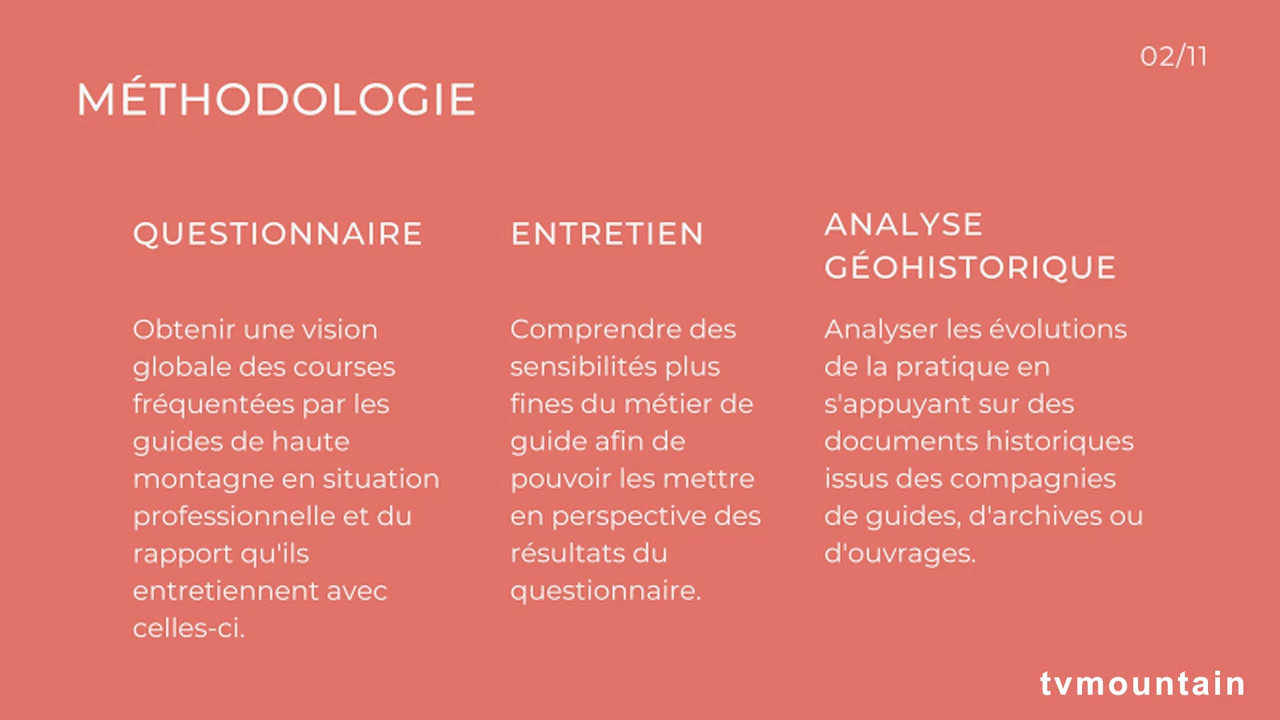 02/11
MÉTHODOLOGIE
QUESTIONNAIRE
Obtenir une vision
globale des courses
fréquentées par les
guides de haute
montagne en situation
professionnelle et du
rapport qu'ils
entretiennent avec
celles-ci.
ENTRETIEN
Comprendre des
sensibilités plus
fines du métier de
guide afin de
pouvoir les mettre
en perspective des
résultats du
questionnaire.
ANALYSE
GÉOHISTORIQUE
Analyser les évolutions
de la pratique en
s'appuyant sur des
documents historiques
issus des compagnies
de guides, d'archives ou
d'ouvrages.
tvmountain